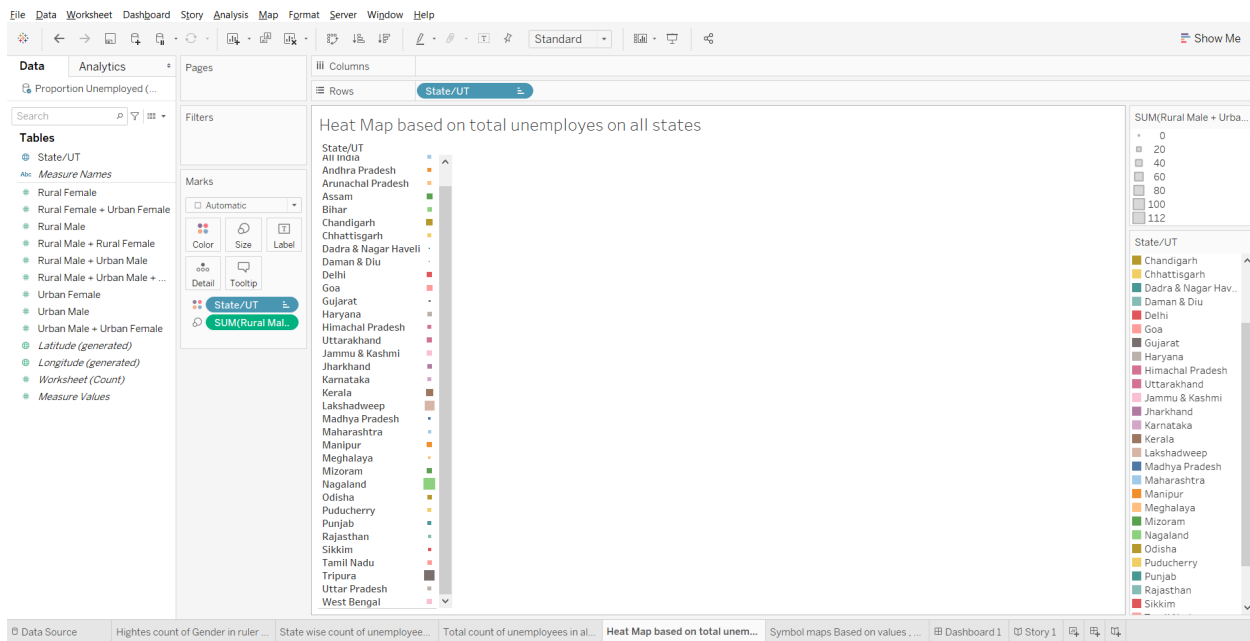 File Data Worksheet Dashboard Story Analysis Map Format Server Window Help
Standard
Show Me
Data Analytics
Proportion Unemployed (...
Search
Tables
State/UT
Abc Measure Names
Rural Female
Rural Female + Urban Female
Rural Male
Rural Male + Rural Female
Rural Male + Urban Male
Rural Male + Urban Male + ...
Urban Female
Urban Male
Urban Male + Urban Female
Latitude (generated)
Longitude (generated)
Worksheet (Count)
Measure Values
Pages
Filters
Marks
Automatic
Color Size Label
Detail Tooltip
State/UT
SUM(Rural Mal..
Columns
Rows State/UT
Heat Map based on total unemployes on all states
State/UT
All India
Andhra Pradesh
Arunachal Pradesh
Assam
Bihar
Chandigarh
Chhattisgarh
Dadra & Nagar Haveli
Daman & Diu
Delhi
Goa
Gujarat
Haryana
Himachal Pradesh
Uttarakhand
Jammu & Kashmi
Jharkhand
Karnataka
Kerala
Lakshadweep
Madhya Pradesh
Maharashtra
Manipur
Meghalaya
Mizoram
Nagaland
Odisha
Puducherry
Punjab
Rajasthan
Sikkim
Tamil Nadu
Tripura
Uttar Pradesh
West Bengal
SUM(Rural Male + Urba...
0
20
40
60
80
100
112
State/UT
Chandigarh
Chhattisgarh
Dadra & Nagar Hav..
Daman & Diu
Delhi
Goa
Gujarat
Haryana
Himachal Pradesh
Uttarakhand
Jammu & Kashmi
Jharkhand
Karnataka
Kerala
Lakshadweep
Madhya Pradesh
Maharashtra
Manipur
Meghalaya
Mizoram
Nagaland
Odisha
Puducherry
Punjab
Rajasthan
Sikkim
Data Source Hightes count of Gender in ruler ... State wise count of unemployee... Total count of unemployees in al... Heat Map based on total unem... Symbol maps Based on values , ... Dashboard 1 Story 1